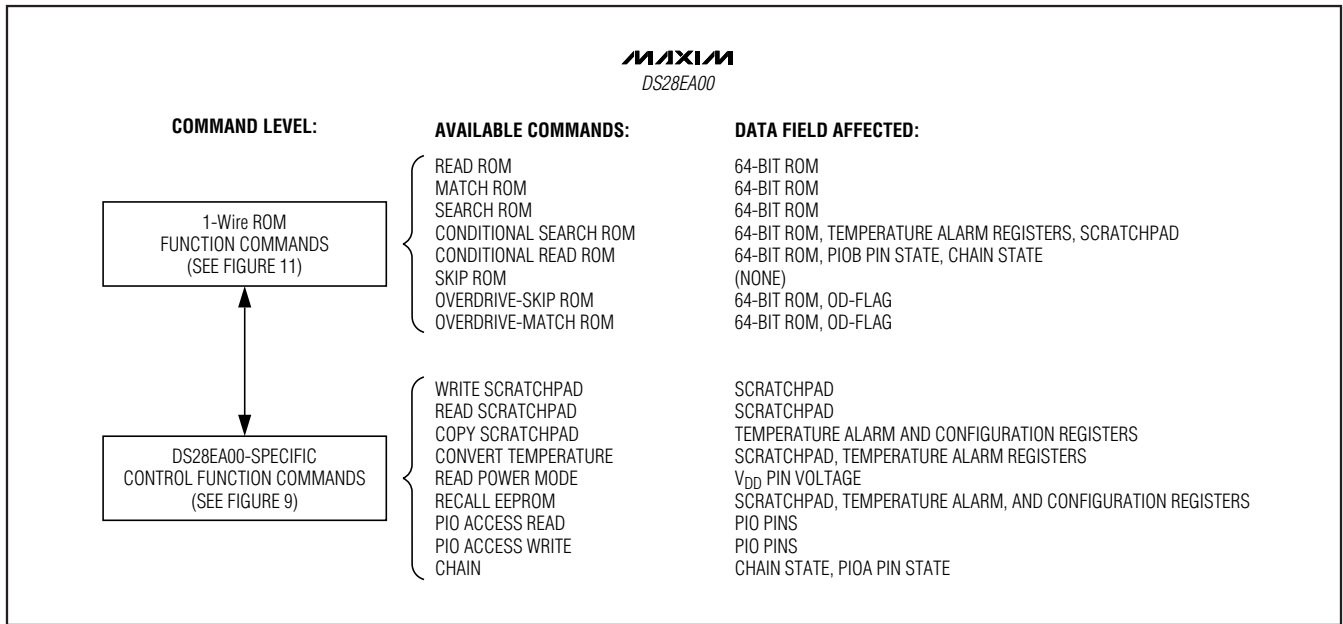 MAXIM
DS28EA00
COMMAND LEVEL: AVAILABLE COMMANDS: DATA FIELD AFFECTED:
1-Wire ROM
FUNCTION COMMANDS
(SEE FIGURE 11)
READ ROM 64-BIT ROM
MATCH ROM 64-BIT ROM
SEARCH ROM 64-BIT ROM
CONDITIONAL SEARCH ROM 64-BIT ROM, TEMPERATURE ALARM REGISTERS, SCRATCHPAD
CONDITIONAL READ ROM 64-BIT ROM, PIOB PIN STATE, CHAIN STATE
SKIP ROM (NONE)
OVERDRIVE-SKIP ROM 64-BIT ROM, OD-FLAG
OVERDRIVE-MATCH ROM 64-BIT ROM, OD-FLAG
DS28EA00-SPECIFIC
CONTROL FUNCTION COMMANDS
(SEE FIGURE 9)
WRITE SCRATCHPAD SCRATCHPAD
READ SCRATCHPAD SCRATCHPAD
COPY SCRATCHPAD TEMPERATURE ALARM AND CONFIGURATION REGISTERS
CONVERT TEMPERATURE SCRATCHPAD, TEMPERATURE ALARM REGISTERS
READ POWER MODE VDD PIN VOLTAGE
RECALL EEPROM SCRATCHPAD, TEMPERATURE ALARM, AND CONFIGURATION REGISTERS
PIO ACCESS READ PIO PINS
PIO ACCESS WRITE PIO PINS
CHAIN CHAIN STATE, PIOA PIN STATE